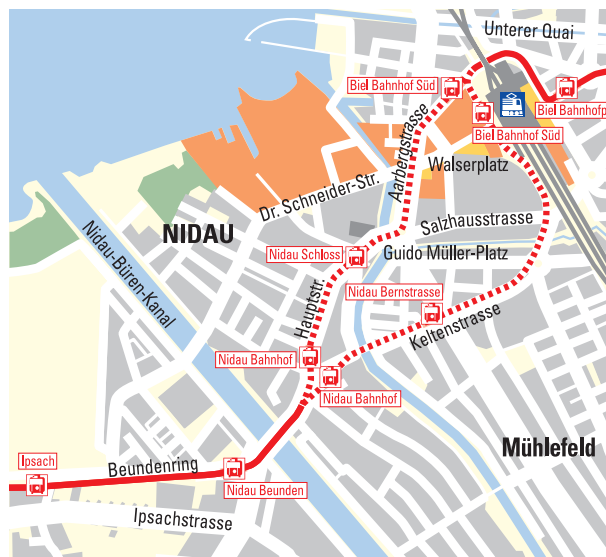 Unterer Quai
Biel Bahnhof Süd
Biel Bahnhofp
Biel Bahnhof Süd
Aarbergstrasse
Walserplatz
Dr. Schneider-Str.
Salzhausstrasse
NIDAU
Nidau Schloss
Guido Müller-Platz
Nidau-Büren-Kanal
Nidau Bernstrasse
Hauptstr.
Keltenstrasse
Nidau Bahnhof
Nidau Bahnhof
Mühlefeld
Ipsach
Beundenring
Nidau Beunden
Ipsachstrasse